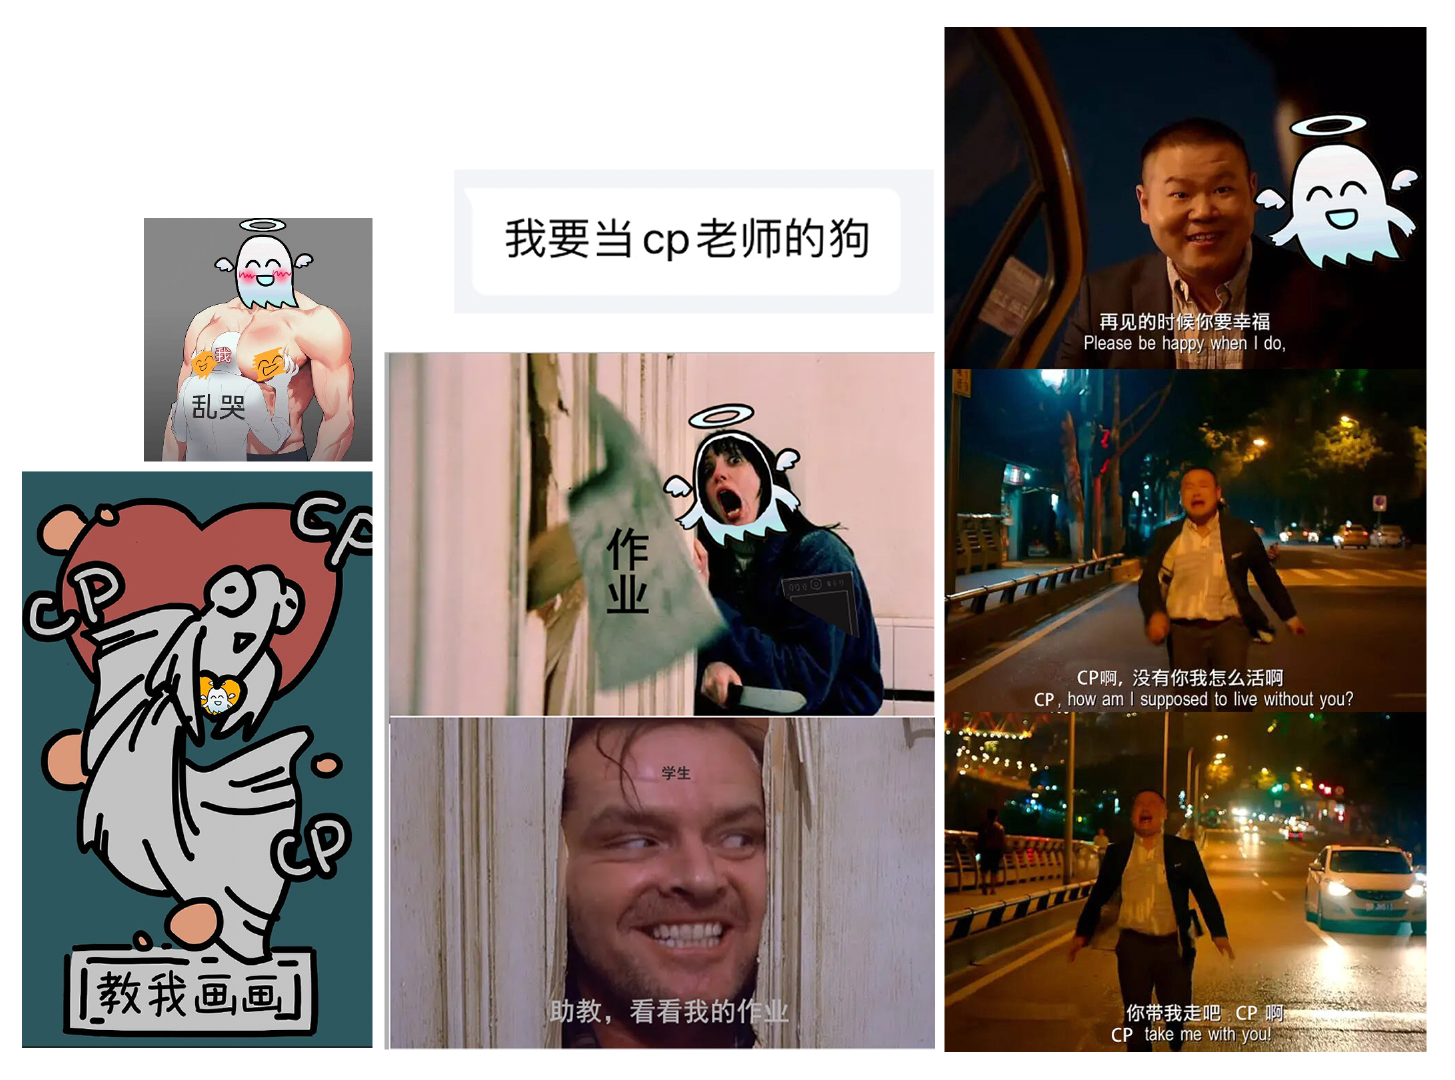 我
乱哭
CP
CP
CP
教我画画
我要当cp老师的狗
作业
学生
助教，看看我的作业
再见的时候你要幸福
Please be happy when I do,
CP啊，没有你我怎么活啊
CP, how am I supposed to live without you?
你带我走吧 CP 啊
CP take me with you!